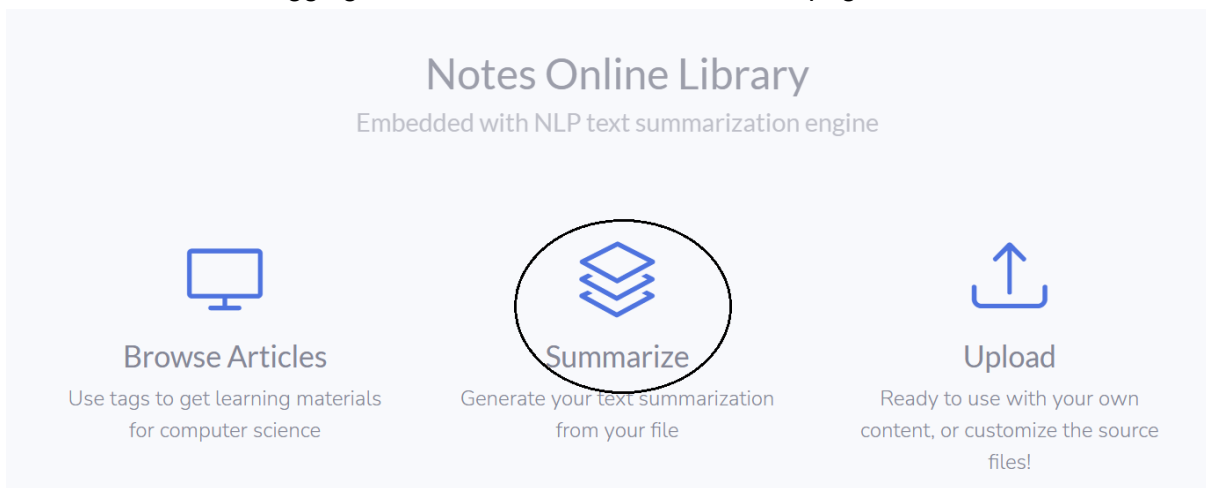 Notes Online Library
Embedded with NLP text summarization engine
Browse Articles
Use tags to get learning materials
for computer science
Summarize
Generate your text summarization
from your file
Upload
Ready to use with your own
content, or customize the source
files!